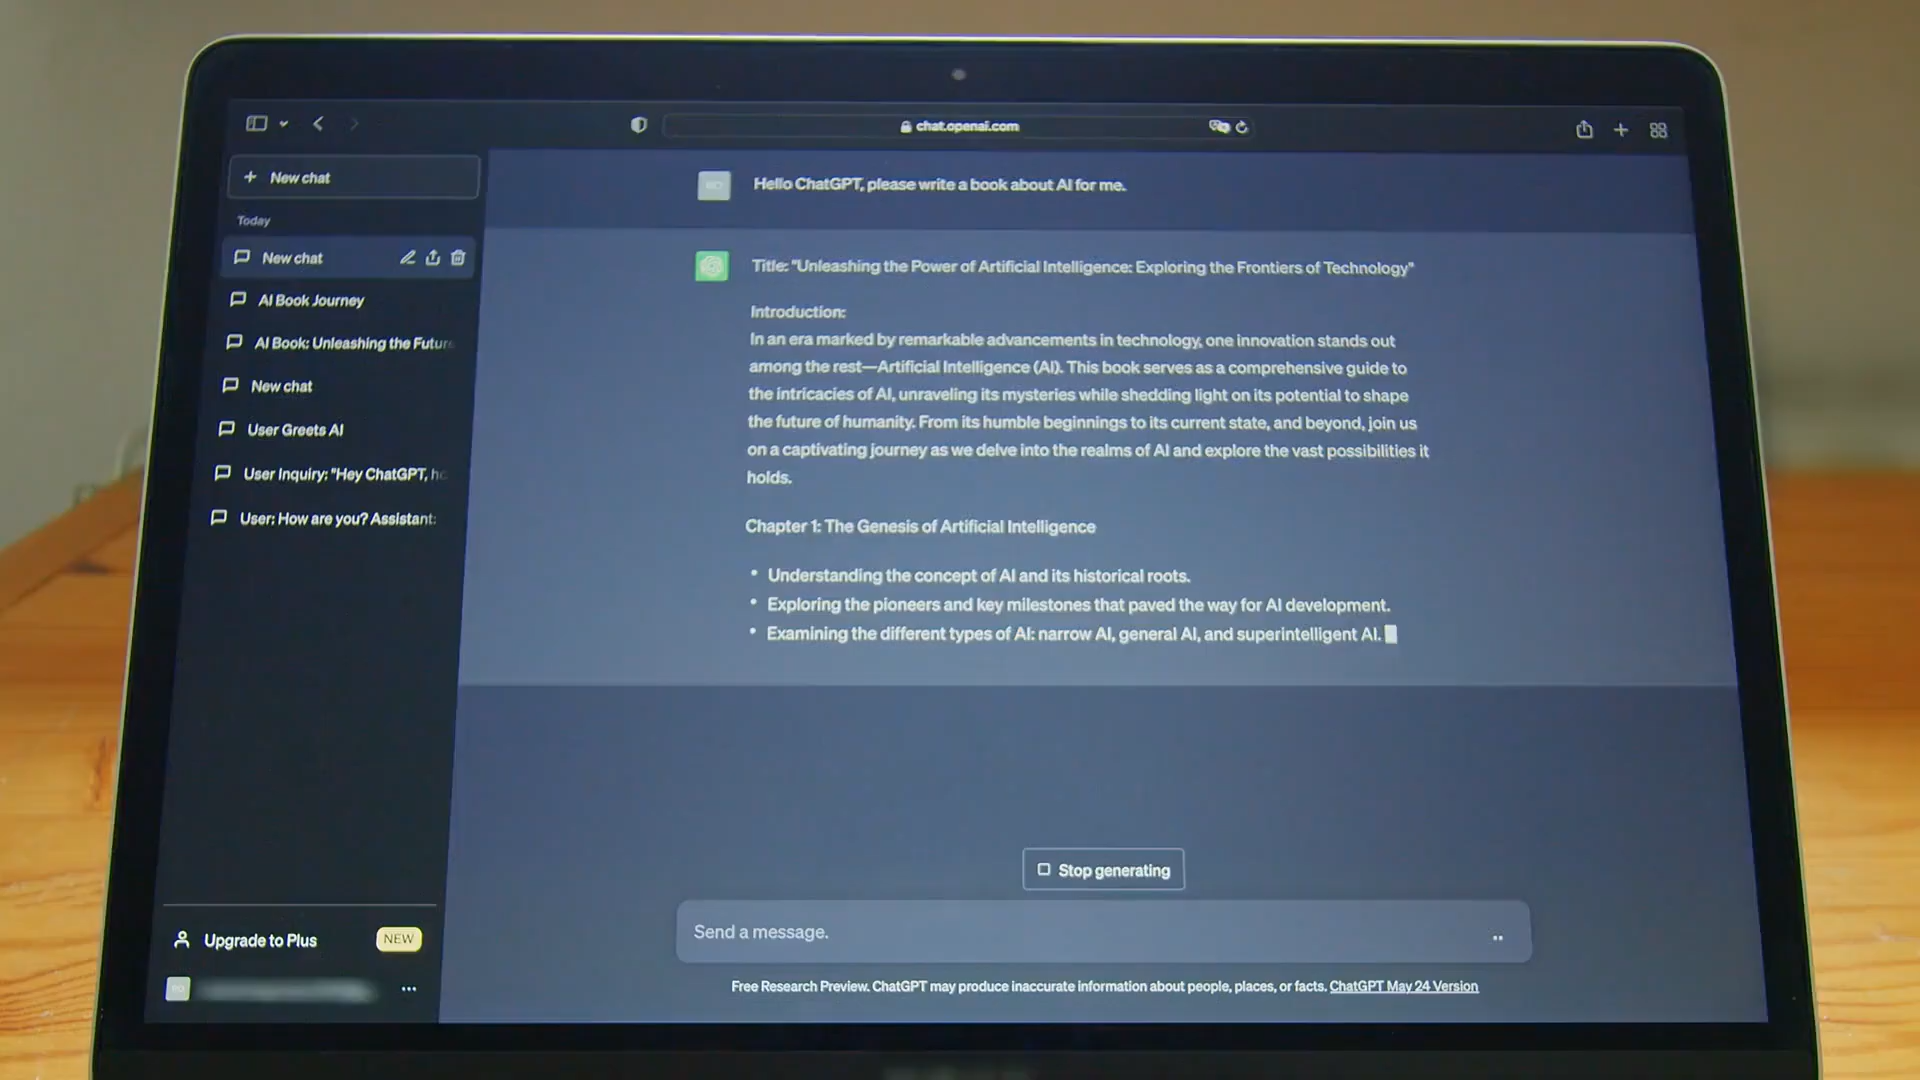 chat.openai.com
+ New chat
Today
New chat
AI Book Journey
AI Book: Unleashing the Future
New chat
User Greets AI
User Inquiry: "Hey ChatGPT,
User: How are you? Assistant:
Upgrade to Plus
NEW
Hello ChatGPT, please write a book about AI for me.
Title: "Unleashing the Power of Artificial Intelligence: Exploring the Frontiers of Technology"
Introduction:
In an era marked by remarkable advancements in technology, one innovation stands out
among the rest—Artificial Intelligence (AI). This book serves as a comprehensive guide to
the intricacies of AI, unraveling its mysteries while shedding light on its potential to shape
the future of humanity. From its humble beginnings to its current state, and beyond, join us
on a captivating journey as we delve into the realms of AI and explore the vast possibilities it
holds.
Chapter 1: The Genesis of Artificial Intelligence
• Understanding the concept of AI and its historical roots.
• Exploring the pioneers and key milestones that paved the way for AI development.
• Examining the different types of AI: narrow AI, general AI, and superintelligent AI.
Stop generating
Send a message.
Free Research Preview. ChatGPT may produce inaccurate information about people, places, or facts. ChatGPT May 24 Version